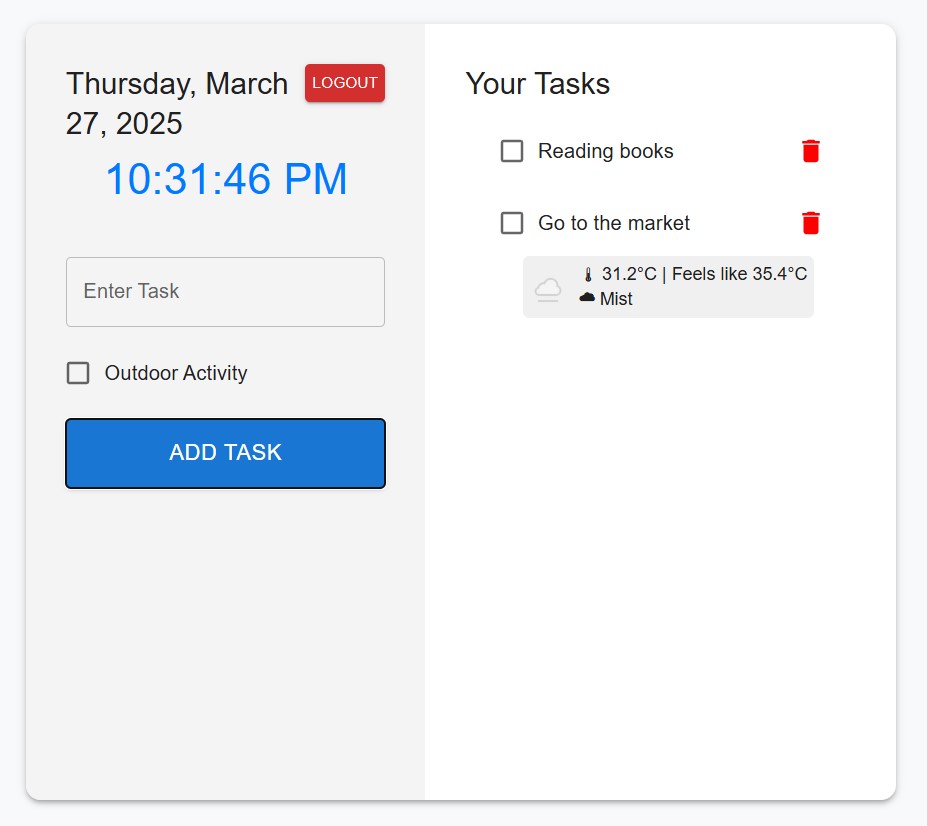 Thursday, March
27, 2025
LOGOUT
10:31:46 PM
Enter Task
Outdoor Activity
ADD TASK
Your Tasks
Reading books
Go to the market
🌡 31.2°C | Feels like 35.4°C
☁ Mist